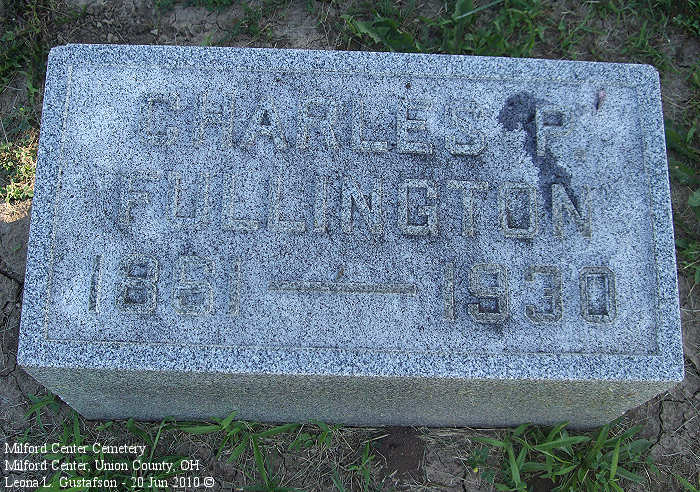 CHARLES F.
FULLINGTON
1861 — 1930
Milford Center Cemetery
Milford Center, Union County, OH
Leona L. Gustafson - 20 Jun 2010 ©